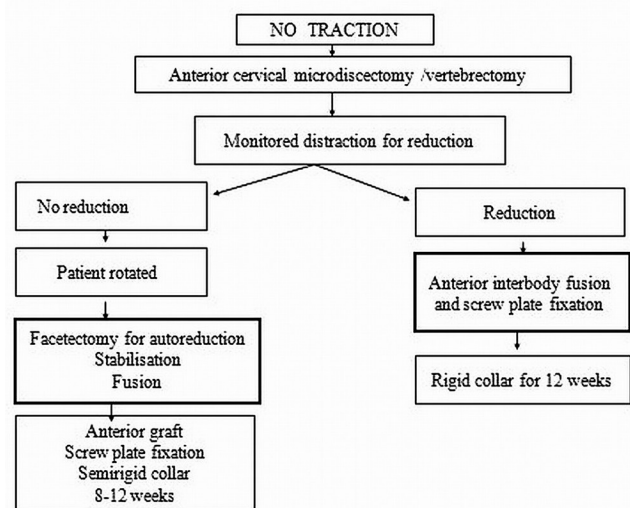 NO TRACTION
Anterior cervical microdiscectomy /vertebrectomy
Monitored distraction for reduction
No reduction
Reduction
Patient rotated
Anterior interbody fusion
and screw plate fixation
Facetectomy for autoreduction
Stabilisation
Fusion
Rigid collar for 12 weeks
Anterior graft
Screw plate fixation
Semirigid collar
8-12 weeks